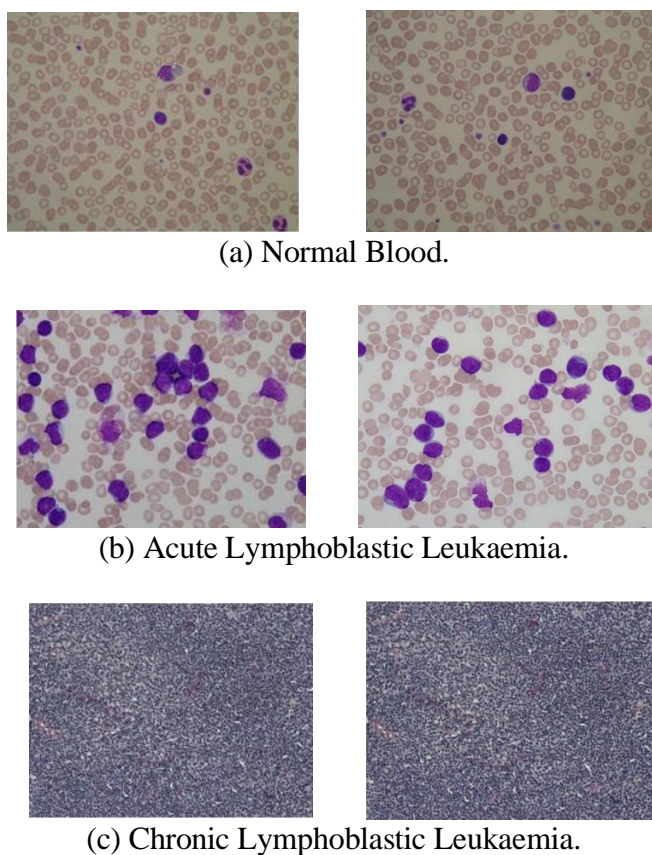 (a) Normal Blood.
(b) Acute Lymphoblastic Leukaemia.
(c) Chronic Lymphoblastic Leukaemia.